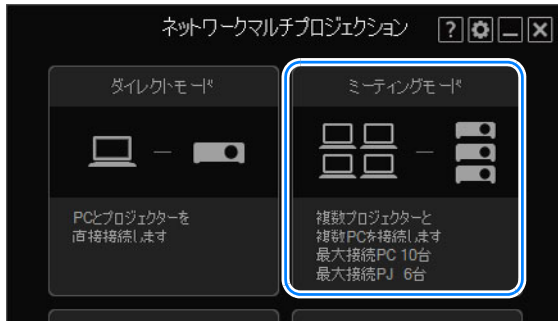 ネットワークマルチプロジェクション
?
ダイレクトモード
ミーティングモード
PCとプロジェクターを
直接接続します
複数プロジェクターと
複数PCを接続します
最大接続PC 10台
最大接続PJ 6台